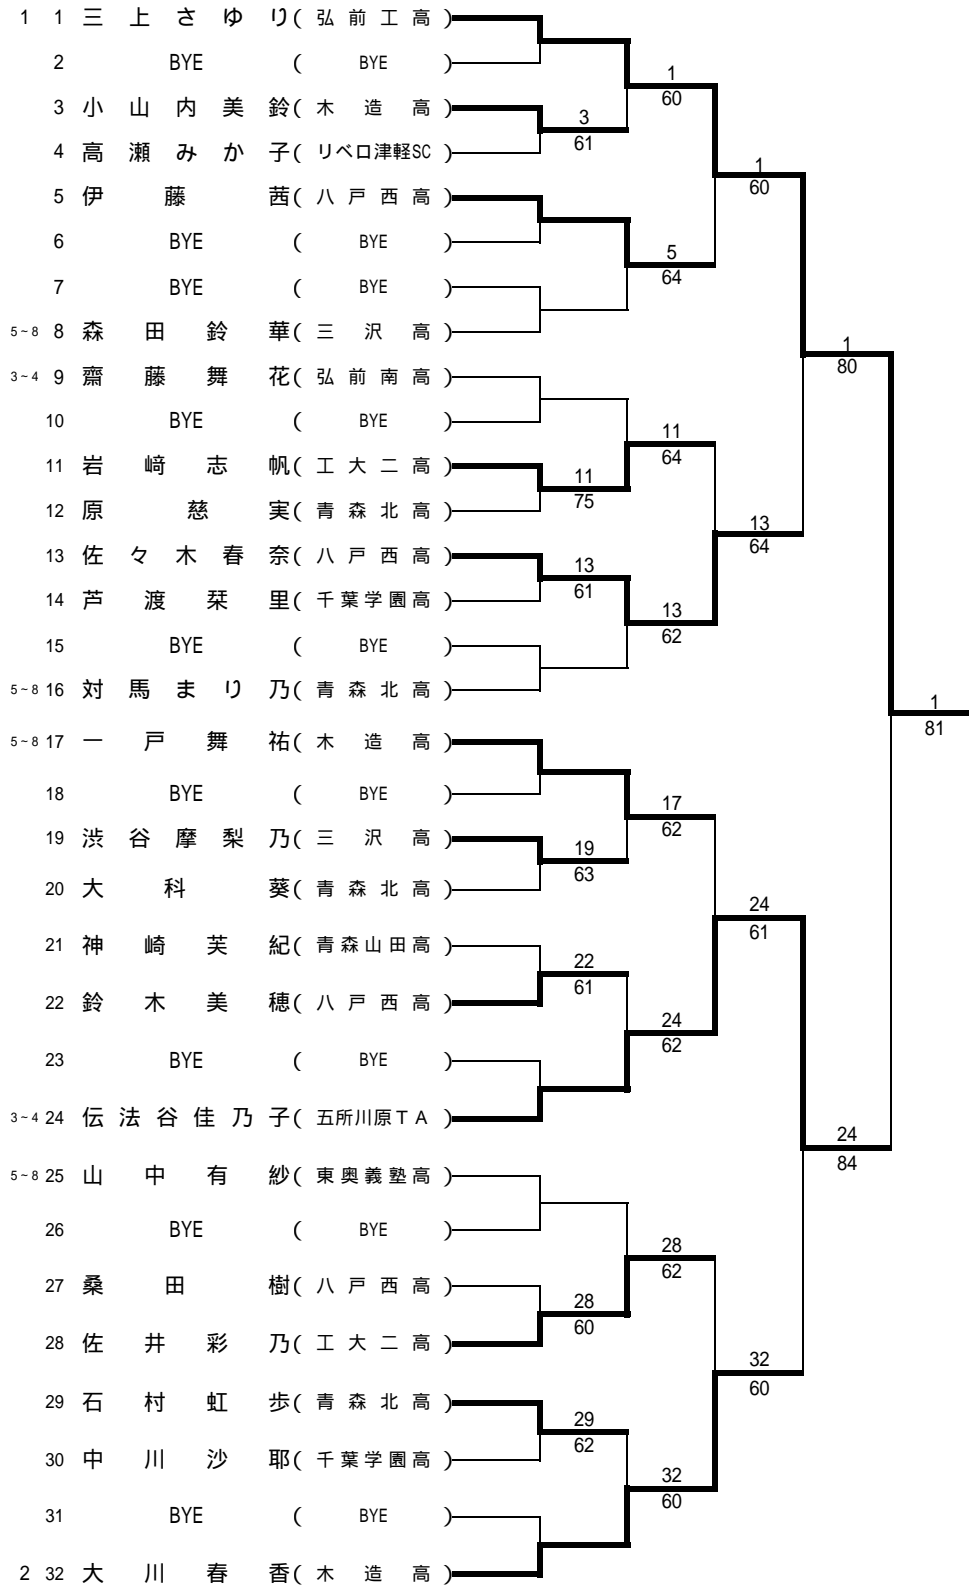 1 1 三上さゆり( 弘前工高 )
2 BYE ( BYE )
1
60
3 小山内美鈴( 木造高 )
3
61
4 高瀬みか子( リベロ津軽SC )
1
60
5 伊藤茜( 八戸西高 )
6 BYE ( BYE )
5
64
7 BYE ( BYE )
5~8 8 森田鈴華( 三沢高 )
1
80
3~4 9 齋藤舞花( 弘前南高 )
10 BYE ( BYE )
11
64
11 岩﨑志帆( 工大二高 )
11
75
12 原慈実( 青森北高 )
13
64
13 佐々木春奈( 八戸西高 )
13
61
14 芦渡栞里( 千葉学園高 )
13
62
15 BYE ( BYE )
5~8 16 対馬まり乃( 青森北高 )
1
81
5~8 17 一戸舞祐( 木造高 )
18 BYE ( BYE )
17
62
19 渋谷摩梨乃( 三沢高 )
19
63
20 大科葵( 青森北高 )
24
61
21 神崎芙紀( 青森山田高 )
22
61
22 鈴木美穂( 八戸西高 )
24
62
23 BYE ( BYE )
3~4 24 伝法谷佳乃子( 五所川原TA )
24
84
5~8 25 山中有紗( 東奥義塾高 )
26 BYE ( BYE )
28
62
27 桑田樹( 八戸西高 )
28
60
28 佐井彩乃( 工大二高 )
32
60
29 石村虹歩( 青森北高 )
29
62
30 中川沙耶( 千葉学園高 )
32
60
31 BYE ( BYE )
2 32 大川春香( 木造高 )